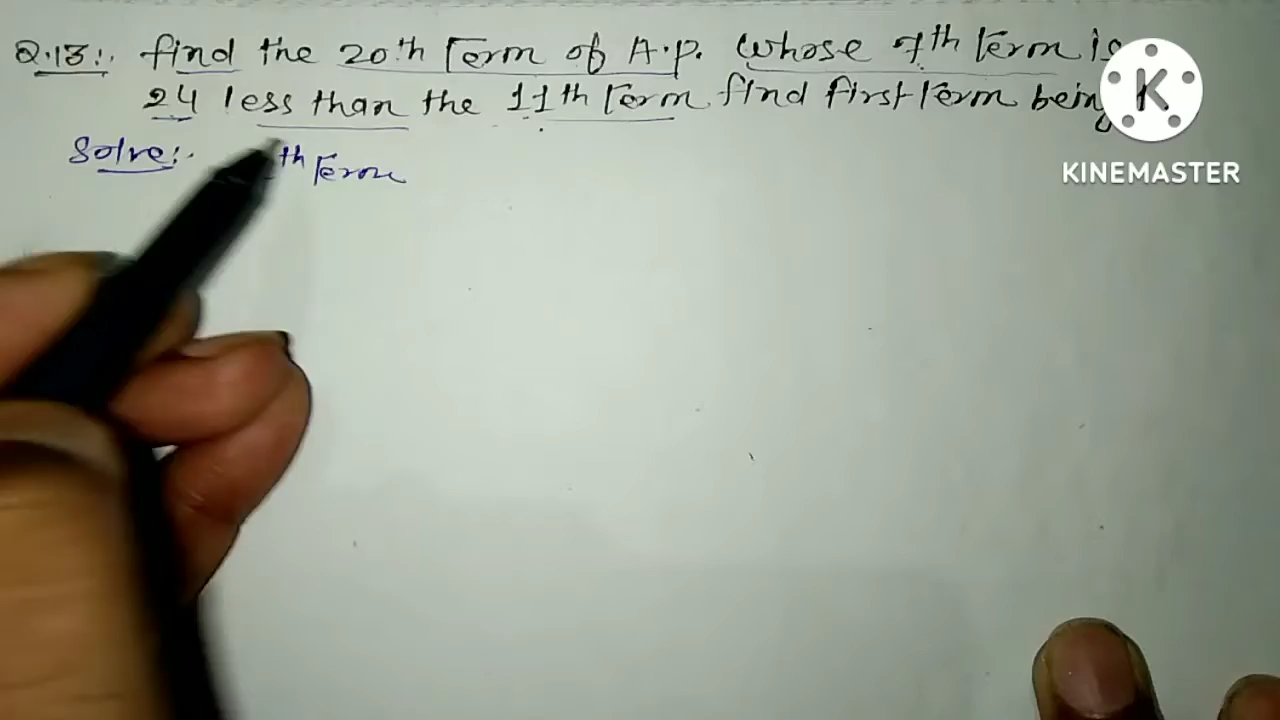 Q.13:. find the 20th Term of A.P. whose 7th Term is
24 less than the 11th Term, find first Term being
K
KINEMASTER
Solve:. th Term